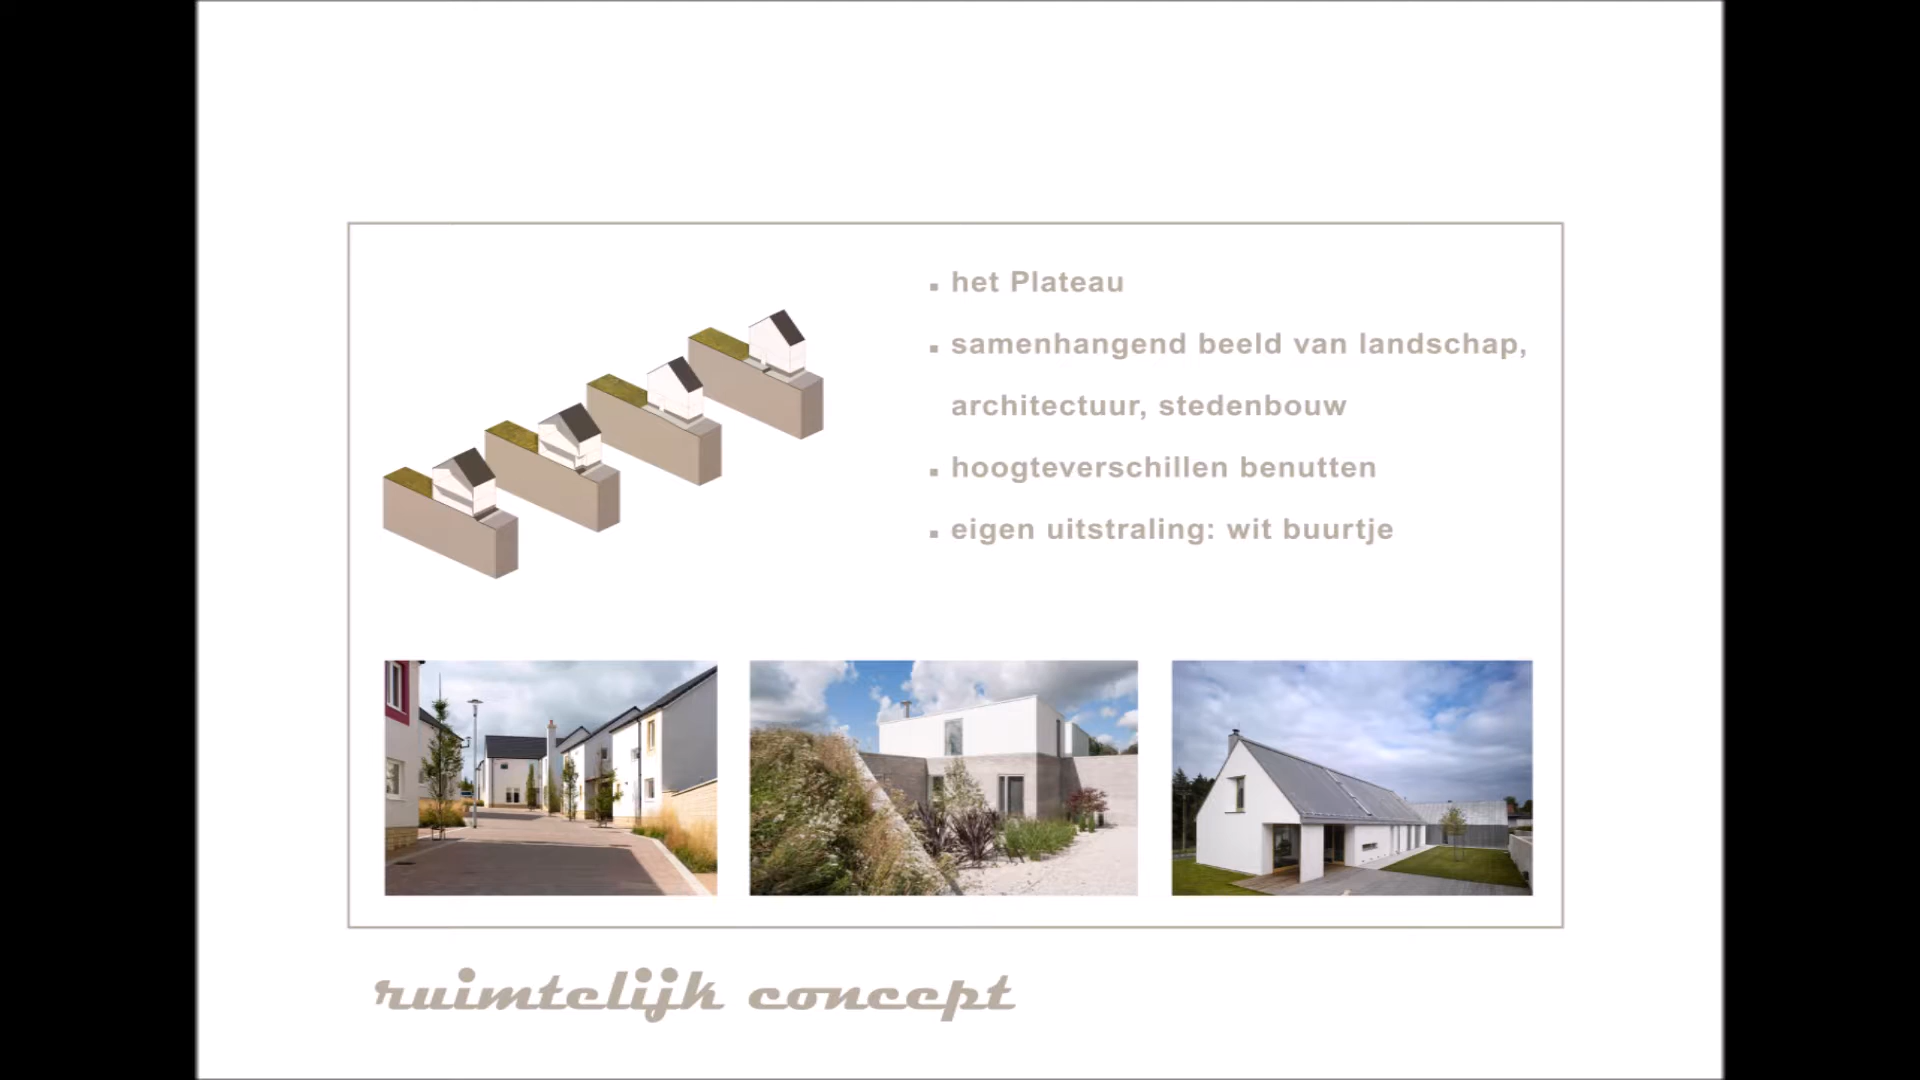 ▪ het Plateau
▪ samenhangend beeld van landschap,
architectuur, stedenbouw
▪ hoogteverschillen benutten
▪ eigen uitstraling: wit buurtje
ruimtelijk concept